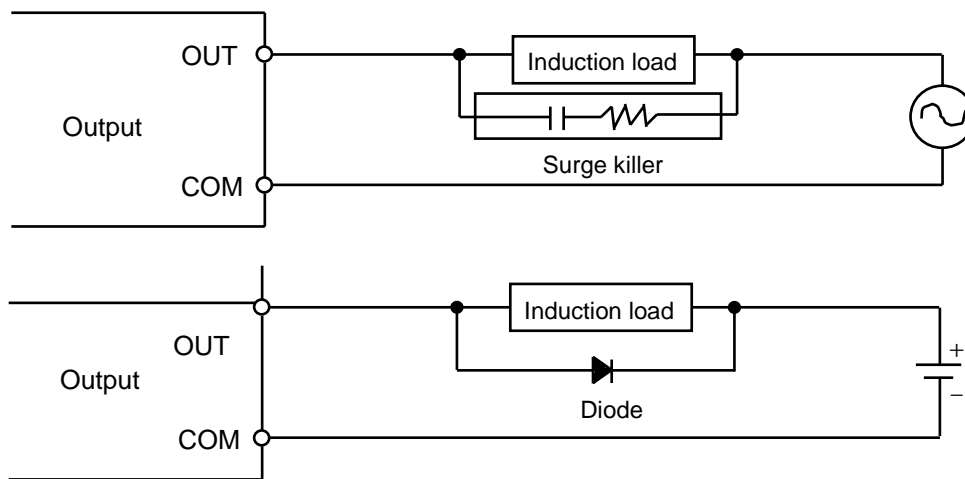 OUT
Induction load
Output
Surge killer
COM
Induction load
OUT
+
Output
Diode
−
COM